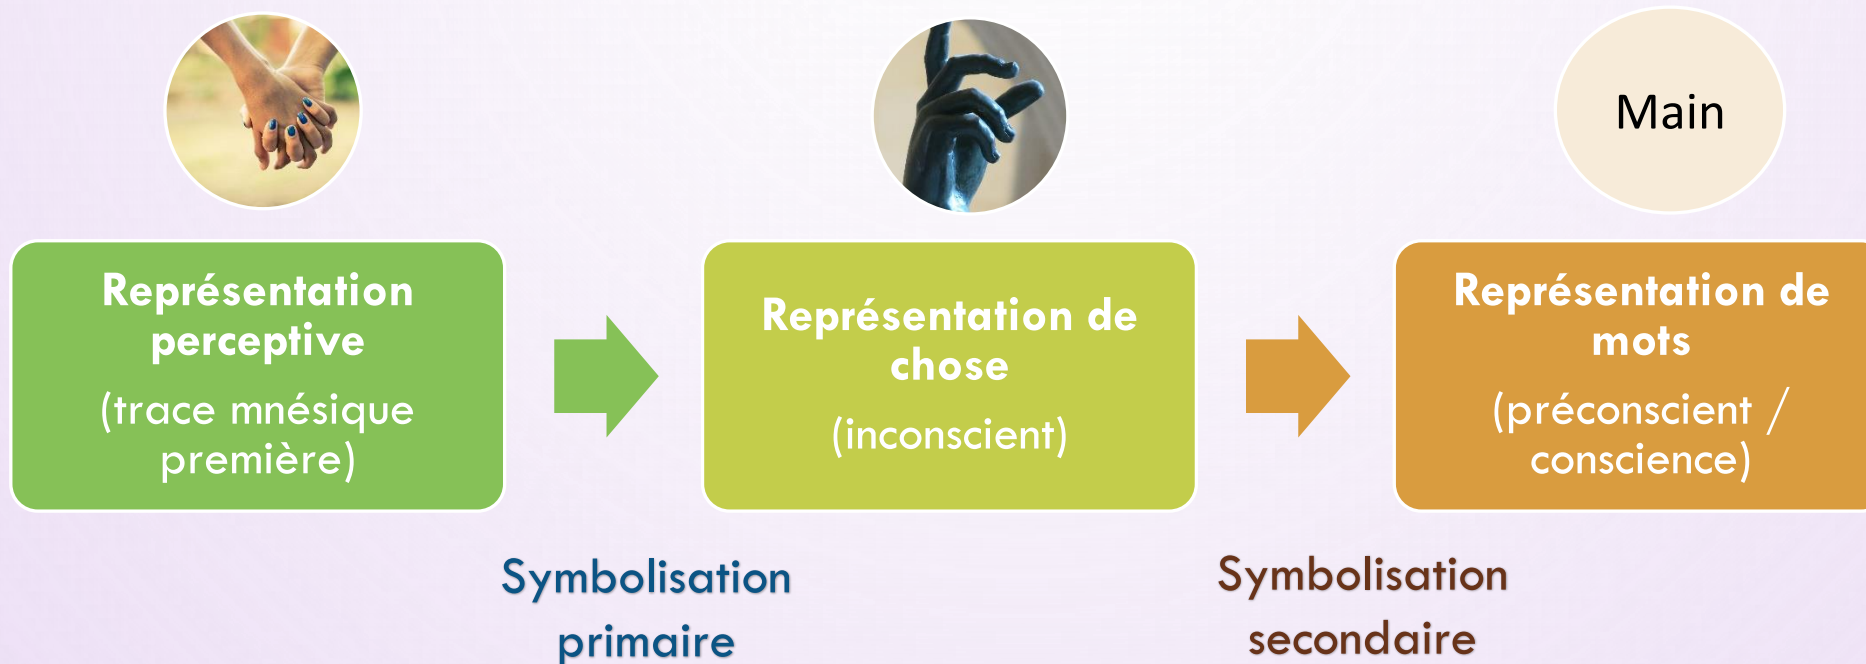 Main
Représentation
perceptive
(trace mnésique
première)
Représentation de
chose
(inconscient)
Représentation de
mots
(préconscient /
conscience)
Symbolisation
primaire
Symbolisation
secondaire